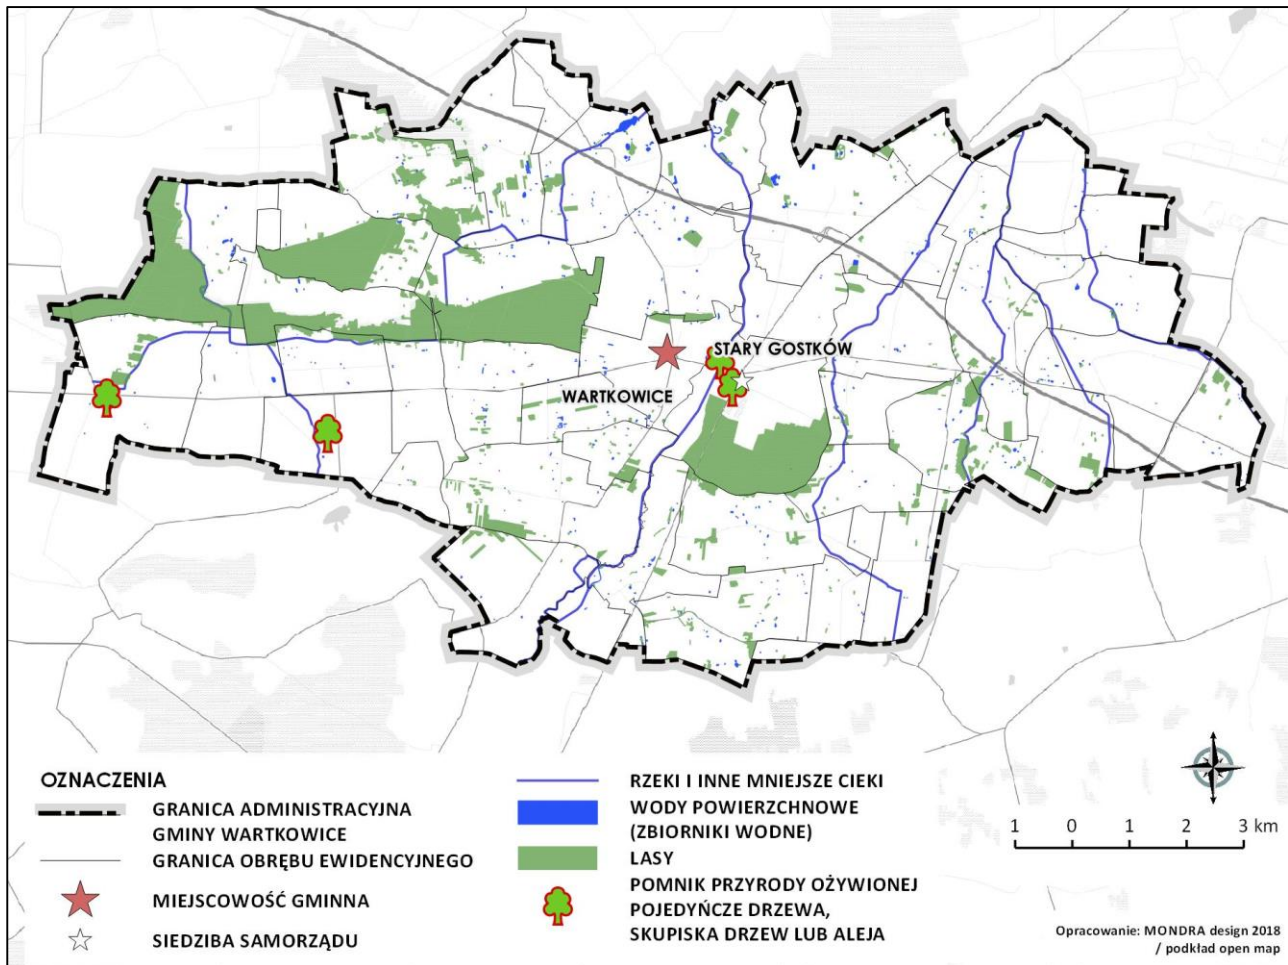 STARY GOSTKÓW
WARTKOWICE
OZNACZENIA
GRANICA ADMINISTRACYJNA
GMINY WARTKOWICE
GRANICA OBRĘBU EWIDENCYJNEGO
MIEJSCOWOŚĆ GMINNA
SIEDZIBA SAMORZĄDU
RZEKI I INNE MNIEJSZE CIEKI
WODY POWIERZCHNOWE
(ZBIORNIKI WODNE)
LASY
POMNIK PRZYRODY OŻYWIONEJ
POJEDYŃCZE DRZEWA,
SKUPISKA DRZEW LUB ALEJA
1 0 1 2 3 km
Opracowanie: MONDRA design 2018
/ podkład open map